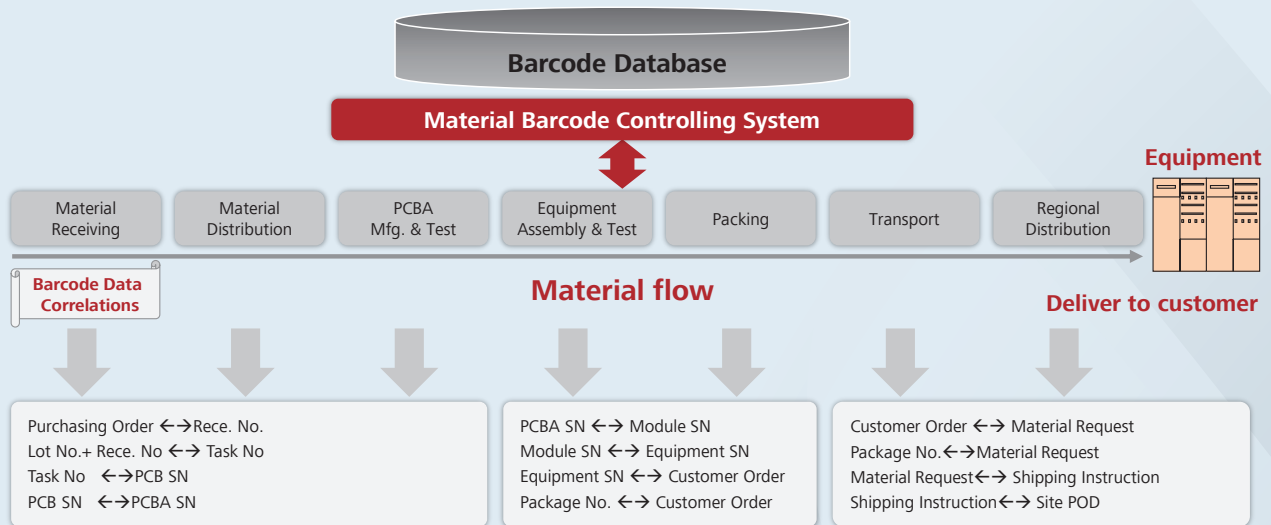 Barcode Database
Material Barcode Controlling System
Equipment
Material
Receiving
Material
Distribution
PCBA
Mfg. & Test
Equipment
Assembly & Test
Packing
Transport
Regional
Distribution
Barcode Data
Correlations
Material flow
Deliver to customer
Purchasing Order ←→Rece. No.
Lot No.+ Rece. No ←→ Task No
Task No ←→PCB SN
PCB SN ←→PCBA SN
PCBA SN ←→ Module SN
Module SN ←→ Equipment SN
Equipment SN ←→ Customer Order
Package No. ←→ Customer Order
Customer Order ←→ Material Request
Package No.←→Material Request
Material Request←→ Shipping Instruction
Shipping Instruction←→ Site POD